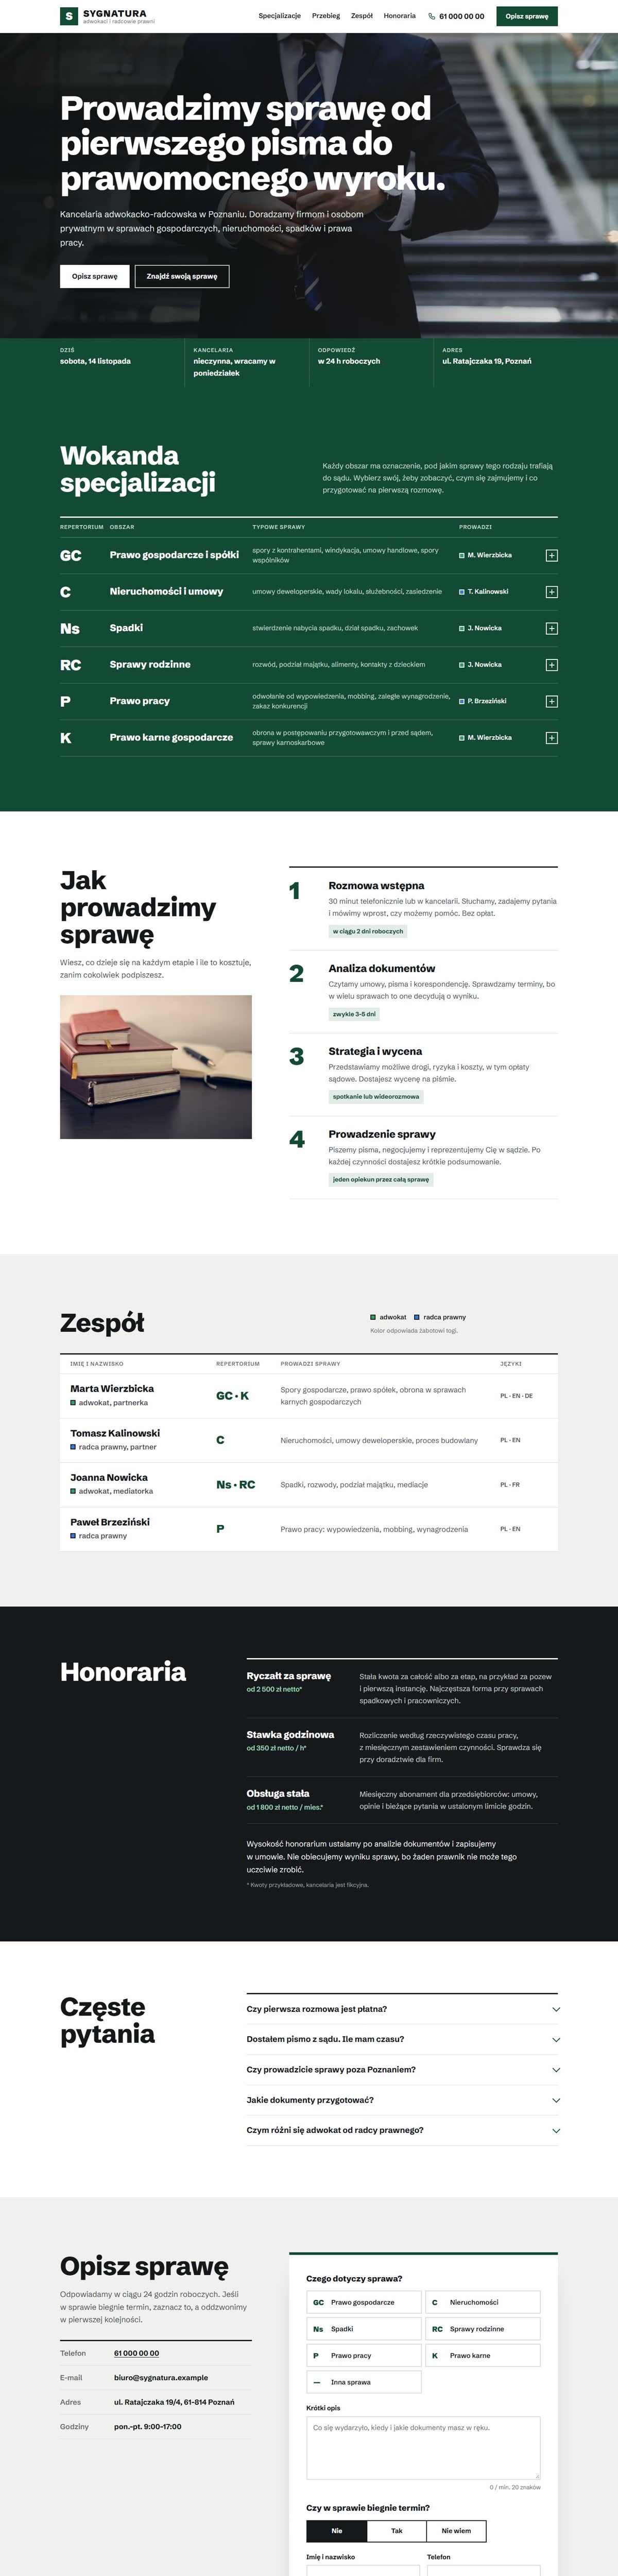 S SYGNATURA
adwokaci i radcowie prawni
Specjalizacje Przebieg Zespół Honoraria 61 000 00 00 Opisz sprawę
Prowadzimy sprawę od
pierwszego pisma do
prawomocnego wyroku.
Kancelaria adwokacko-radcowska w Poznaniu. Doradzamy firmom i osobom
prywatnym w sprawach gospodarczych, nieruchomości, spadków i prawa
pracy.
Opisz sprawę Znajdź swoją sprawę
DZIŚ
sobota, 14 listopada
KANCELARIA
nieczynna, wracamy w
poniedziałek
ODPOWIEDŹ
w 24 h roboczych
ADRES
ul. Ratajczaka 19, Poznań
Wokanda
specjalizacji
Każdy obszar ma oznaczenie, pod jakim sprawy tego rodzaju trafiają
do sądu. Wybierz swój, żeby zobaczyć, czym się zajmujemy i co
przygotować na pierwszą rozmowę.
REPERTORIUM OBSZAR TYPOWE SPRAWY PROWADZI
GC Prawo gospodarcze i spółki
spory z kontrahentami, windykacja, umowy handlowe, spory
wspólników
M. Wierzbicka
C Nieruchomości i umowy umowy deweloperskie, wady lokalu, służebności, zasiedzenie T. Kalinowski
Ns Spadki stwierdzenie nabycia spadku, dział spadku, zachowek J. Nowicka
RC Sprawy rodzinne rozwód, podział majątku, alimenty, kontakty z dzieckiem J. Nowicka
P Prawo pracy
odwołanie od wypowiedzenia, mobbing, zaległe wynagrodzenie,
zakaz konkurencji
P. Brzeziński
K Prawo karne gospodarcze
obrona w postępowaniu przygotowawczym i przed sądem,
sprawy karnoskarbowe
M. Wierzbicka
Jak
prowadzimy
sprawę
Wiesz, co dzieje się na każdym etapie i ile to kosztuje,
zanim cokolwiek podpiszesz.
1 Rozmowa wstępna
30 minut telefonicznie lub w kancelarii. Słuchamy, zadajemy pytania
i mówimy wprost, czy możemy pomóc. Bez opłat.
w ciągu 2 dni roboczych
2 Analiza dokumentów
Czytamy umowy, pisma i korespondencję. Sprawdzamy terminy, bo
w wielu sprawach to one decydują o wyniku.
zwykle 3-5 dni
3 Strategia i wycena
Przedstawiamy możliwe drogi, ryzyka i koszty, w tym opłaty
sądowe. Dostajesz wycenę na piśmie.
spotkanie lub wideorozmowa
4 Prowadzenie sprawy
Piszemy pisma, negocjujemy i reprezentujemy Cię w sądzie. Po
każdej czynności dostajesz krótkie podsumowanie.
jeden opiekun przez całą sprawę
Zespół
adwokat radca prawny
Kolor odpowiada żabotowi togi.
IMIĘ I NAZWISKO REPERTORIUM PROWADZI SPRAWY JĘZYKI
Marta Wierzbicka
adwokat, partnerka
GC · K
Spory gospodarcze, prawo spółek, obrona w sprawach
karnych gospodarczych
PL · EN · DE
Tomasz Kalinowski
radca prawny, partner
C
Nieruchomości, umowy deweloperskie, proces budowlany
PL · EN
Joanna Nowicka
adwokat, mediatorka
Ns · RC
Spadki, rozwody, podział majątku, mediacje
PL · FR
Paweł Brzeziński
radca prawny
P
Prawo pracy: wypowiedzenia, mobbing, wynagrodzenia
PL · EN
Honoraria
Ryczałt za sprawę
od 2 500 zł netto*
Stała kwota za całość albo za etap, na przykład za pozew
i pierwszą instancję. Najczęstsza forma przy sprawach
spadkowych i pracowniczych.
Stawka godzinowa
od 350 zł netto / h*
Rozliczenie według rzeczywistego czasu pracy,
z miesięcznym zestawieniem czynności. Sprawdza się
przy doradztwie dla firm.
Obsługa stała
od 1 800 zł netto / mies.*
Miesięczny abonament dla przedsiębiorców: umowy,
opinie i bieżące pytania w ustalonym limicie godzin.
Wysokość honorarium ustalamy po analizie dokumentów i zapisujemy
w umowie. Nie obiecujemy wyniku sprawy, bo żaden prawnik nie może tego
uczciwie zrobić.
* Kwoty przykładowe, kancelaria jest fikcyjna.
Częste
pytania
Czy pierwsza rozmowa jest płatna?
Dostałem pismo z sądu. Ile mam czasu?
Czy prowadzicie sprawy poza Poznaniem?
Jakie dokumenty przygotować?
Czym różni się adwokat od radcy prawnego?
Opisz sprawę
Odpowiadamy w ciągu 24 godzin roboczych. Jeśli
w sprawie biegnie termin, zaznacz to, a oddzwonimy
w pierwszej kolejności.
Telefon 61 000 00 00
E-mail biuro@sygnatura.example
Adres ul. Ratajczaka 19/4, 61-814 Poznań
Godziny pon.-pt. 9:00-17:00
Czego dotyczy sprawa?
GC Prawo gospodarcze C Nieruchomości
Ns Spadki RC Sprawy rodzinne
P Prawo pracy K Prawo karne
— Inna sprawa
Krótki opis
Co się wydarzyło, kiedy i jakie dokumenty masz w ręku.
0 / min. 20 znaków
Czy w sprawie biegnie termin?
Nie Tak Nie wiem
Imię i nazwisko Telefon